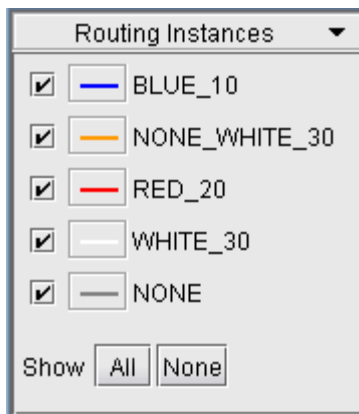 Routing Instances
BLUE_10
NONE_WHITE_30
RED_20
WHITE_30
NONE
Show All None